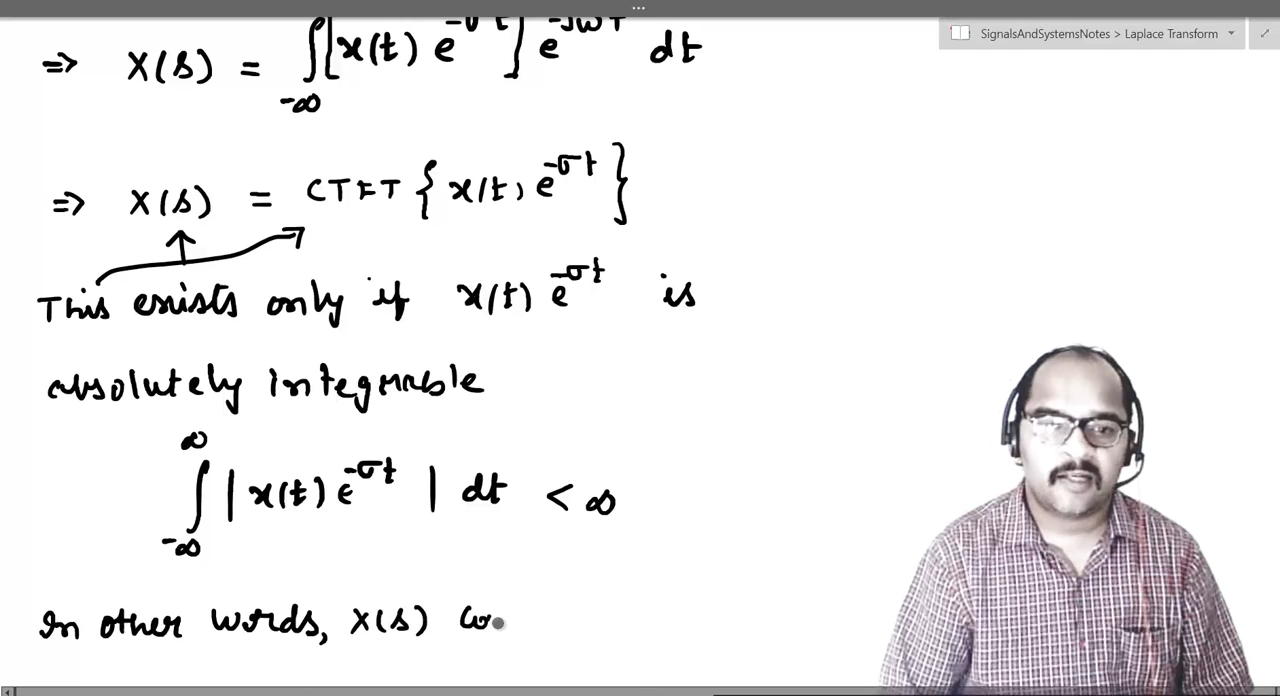 SignalsAndSystemsNotes > Laplace Transform
⇒ X(s) = ∫[x(t) e^-σt] e^-jωt dt
-∞
⇒ X(s) = CTFT { x(t) e^-σt }
This exists only if x(t) e^-σt is
absolutely integrable
∞
∫ | x(t) e^-σt | dt < ∞
-∞
In other words, X(s) co